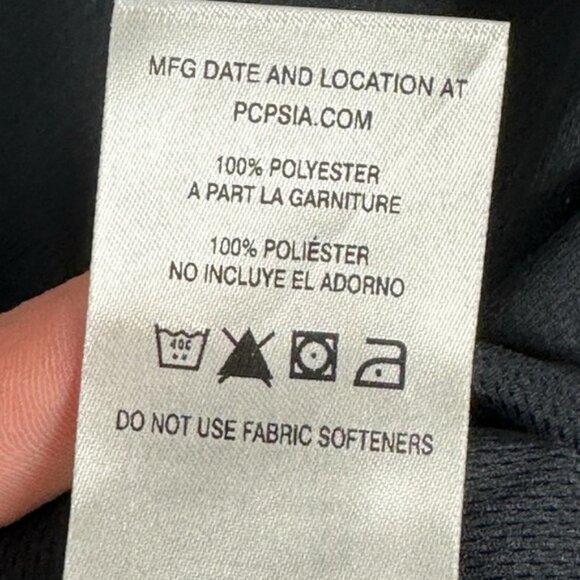 MFG DATE AND LOCATION AT
PCPSIA.COM
100% POLYESTER
A PART LA GARNITURE
100% POLIÉSTER
NO INCLUYE EL ADORNO
40C
DO NOT USE FABRIC SOFTENERS